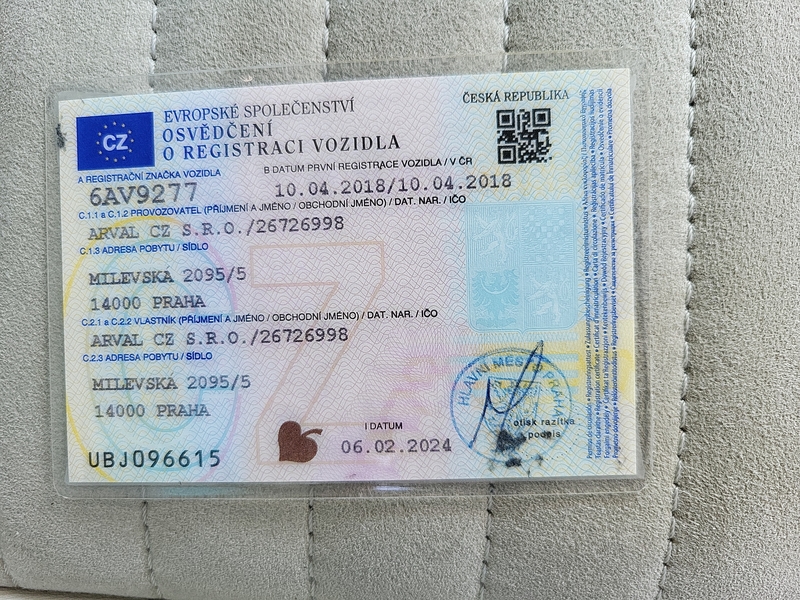 EVROPSKÉ SPOLEČENSTVÍ
ČESKÁ REPUBLIKA
CZ
OSVĚDČENÍ
O REGISTRACI VOZIDLA
A REGISTRAČNÍ ZNAČKA VOZIDLA
B DATUM PRVNÍ REGISTRACE VOZIDLA / V ČR
6AV9277
10.04.2018/10.04.2018
C.1.1 a C.1.2 PROVOZOVATEL (PŘÍJMENÍ A JMÉNO / OBCHODNÍ JMÉNO) / DAT. NAR. / IČO
ARVAL CZ S.R.O./26726998
C.1.3 ADRESA POBYTU / SÍDLO
MILEVSKÁ 2095/5
14000 PRAHA
C.2.1 a C.2.2 VLASTNÍK (PŘÍJMENÍ A JMÉNO / OBCHODNÍ JMÉNO) / DAT. NAR. / IČO
ARVAL CZ S.R.O./26726998
C.2.3 ADRESA POBYTU / SÍDLO
MILEVSKÁ 2095/5
14000 PRAHA
HLAVNÍ MĚSTO PRAHA
I DATUM
otisk razítka
a podpis
06.02.2024
UBJ096615